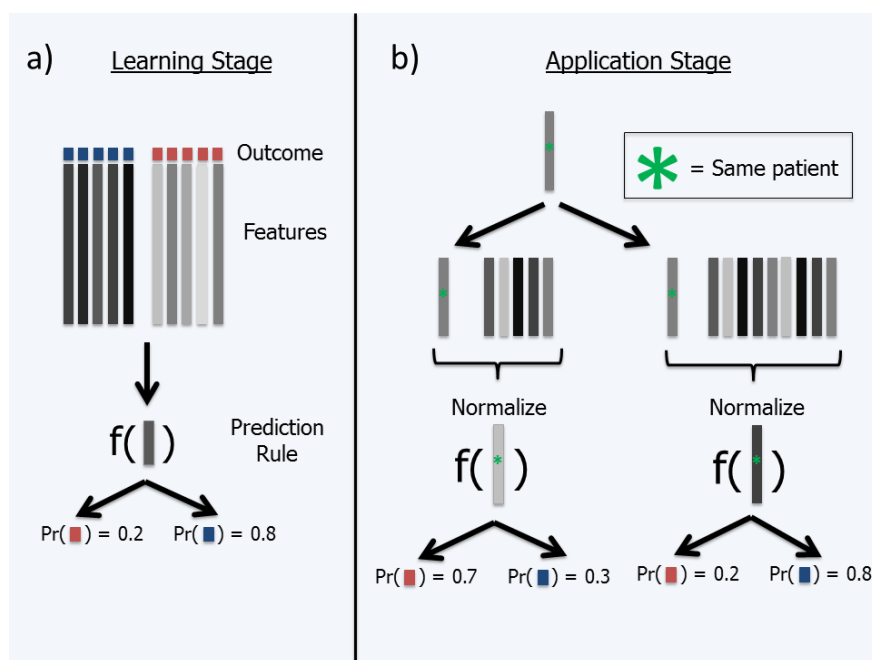 a)
Learning Stage
Outcome
Features
f( )
Prediction
Rule
Pr( ) = 0.2
Pr( ) = 0.8
b)
Application Stage
*
* = Same patient
*
*
Normalize
Normalize
f( * )
f( * )
Pr( ) = 0.7
Pr( ) = 0.3
Pr( ) = 0.2
Pr( ) = 0.8